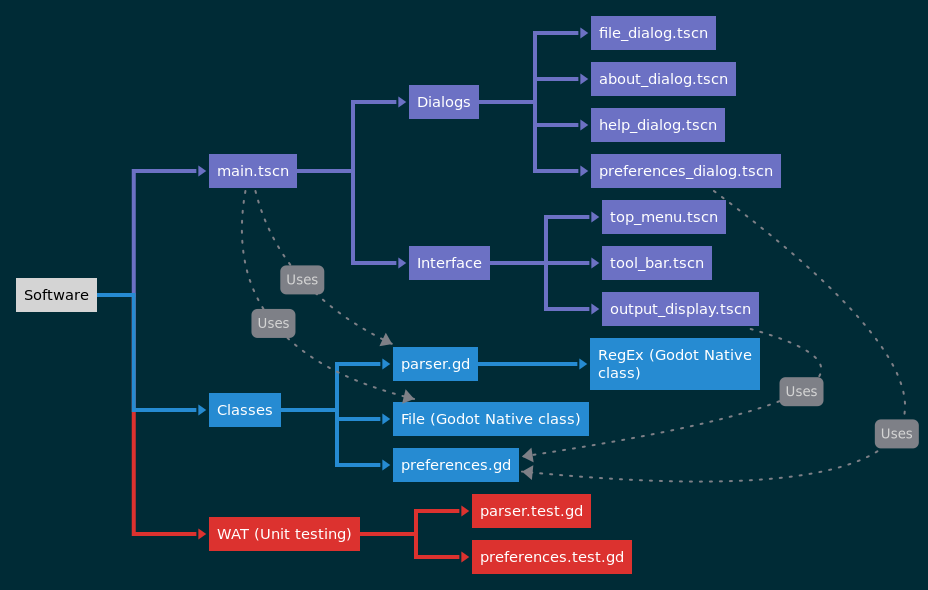 file_dialog.tscn
about_dialog.tscn
Dialogs
help_dialog.tscn
main.tscn
preferences_dialog.tscn
top_menu.tscn
Interface
tool_bar.tscn
Uses
Software
output_display.tscn
Uses
parser.gd
RegEx (Godot Native
class)
Uses
Classes
File (Godot Native class)
Uses
preferences.gd
parser.test.gd
WAT (Unit testing)
preferences.test.gd